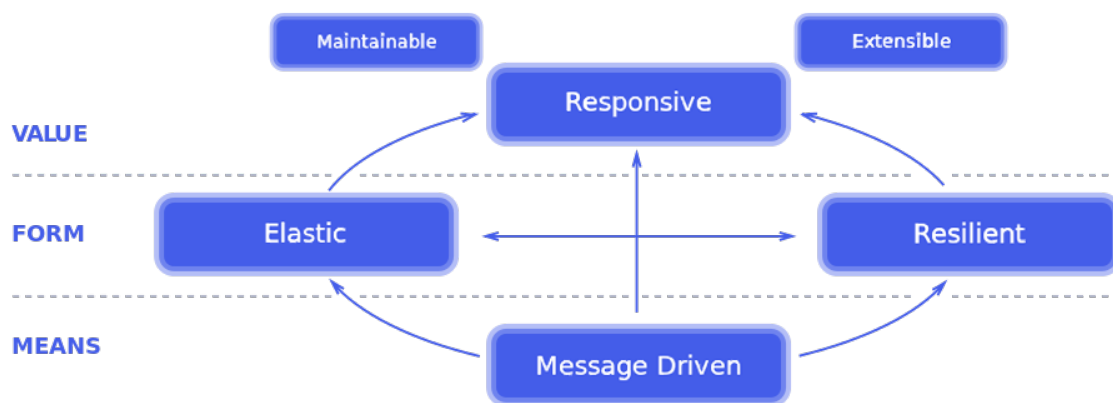 Maintainable
Extensible
Responsive
VALUE
FORM
Elastic
Resilient
MEANS
Message Driven